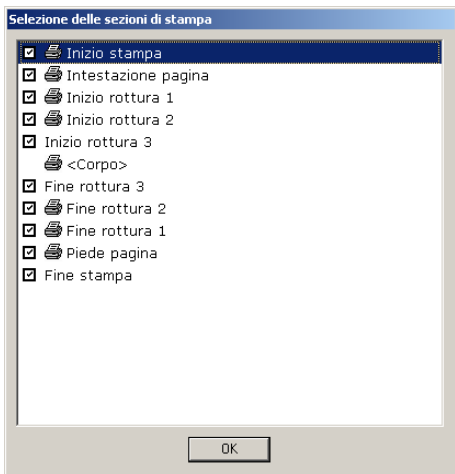 Selezione delle sezioni di stampa
Inizio stampa
Intestazione pagina
Inizio rottura 1
Inizio rottura 2
Inizio rottura 3
<Corpo>
Fine rottura 3
Fine rottura 2
Fine rottura 1
Piede pagina
Fine stampa
OK